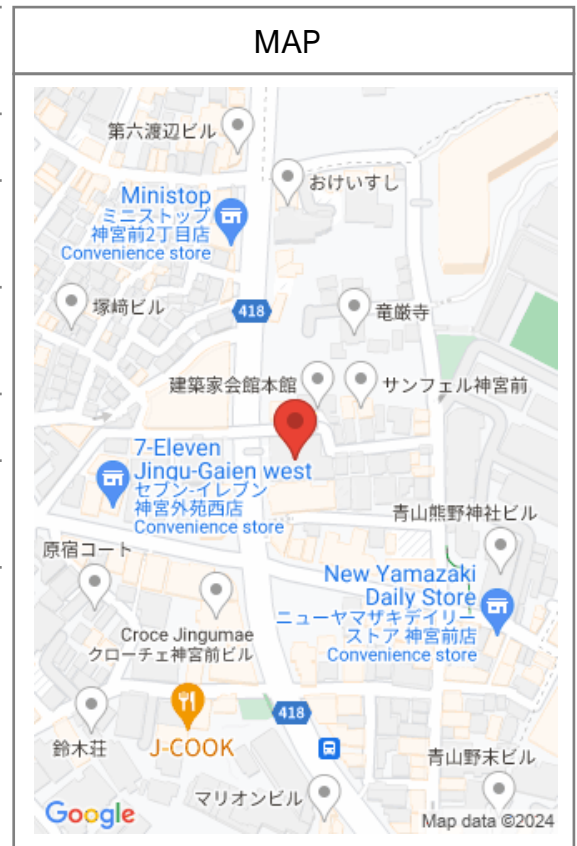 MAP
第六渡辺ビル
おけいすし
Ministop
ミニストップ
神宮前2丁目店
Convenience store
塚﨑ビル
418
竜厳寺
建築家会館本館
サンフェル神宮前
7-Eleven
Jingu-Gaien west
セブン-イレブン
神宮外苑西店
Convenience store
青山熊野神社ビル
原宿コート
New Yamazaki
Daily Store
ニューヤマザキデイリー
ストア 神宮前店
Convenience store
Croce Jingumae
クローチェ神宮前ビル
418
鈴木荘
J-COOK
青山野末ビル
マリオンビル
Google
Map data ©2024